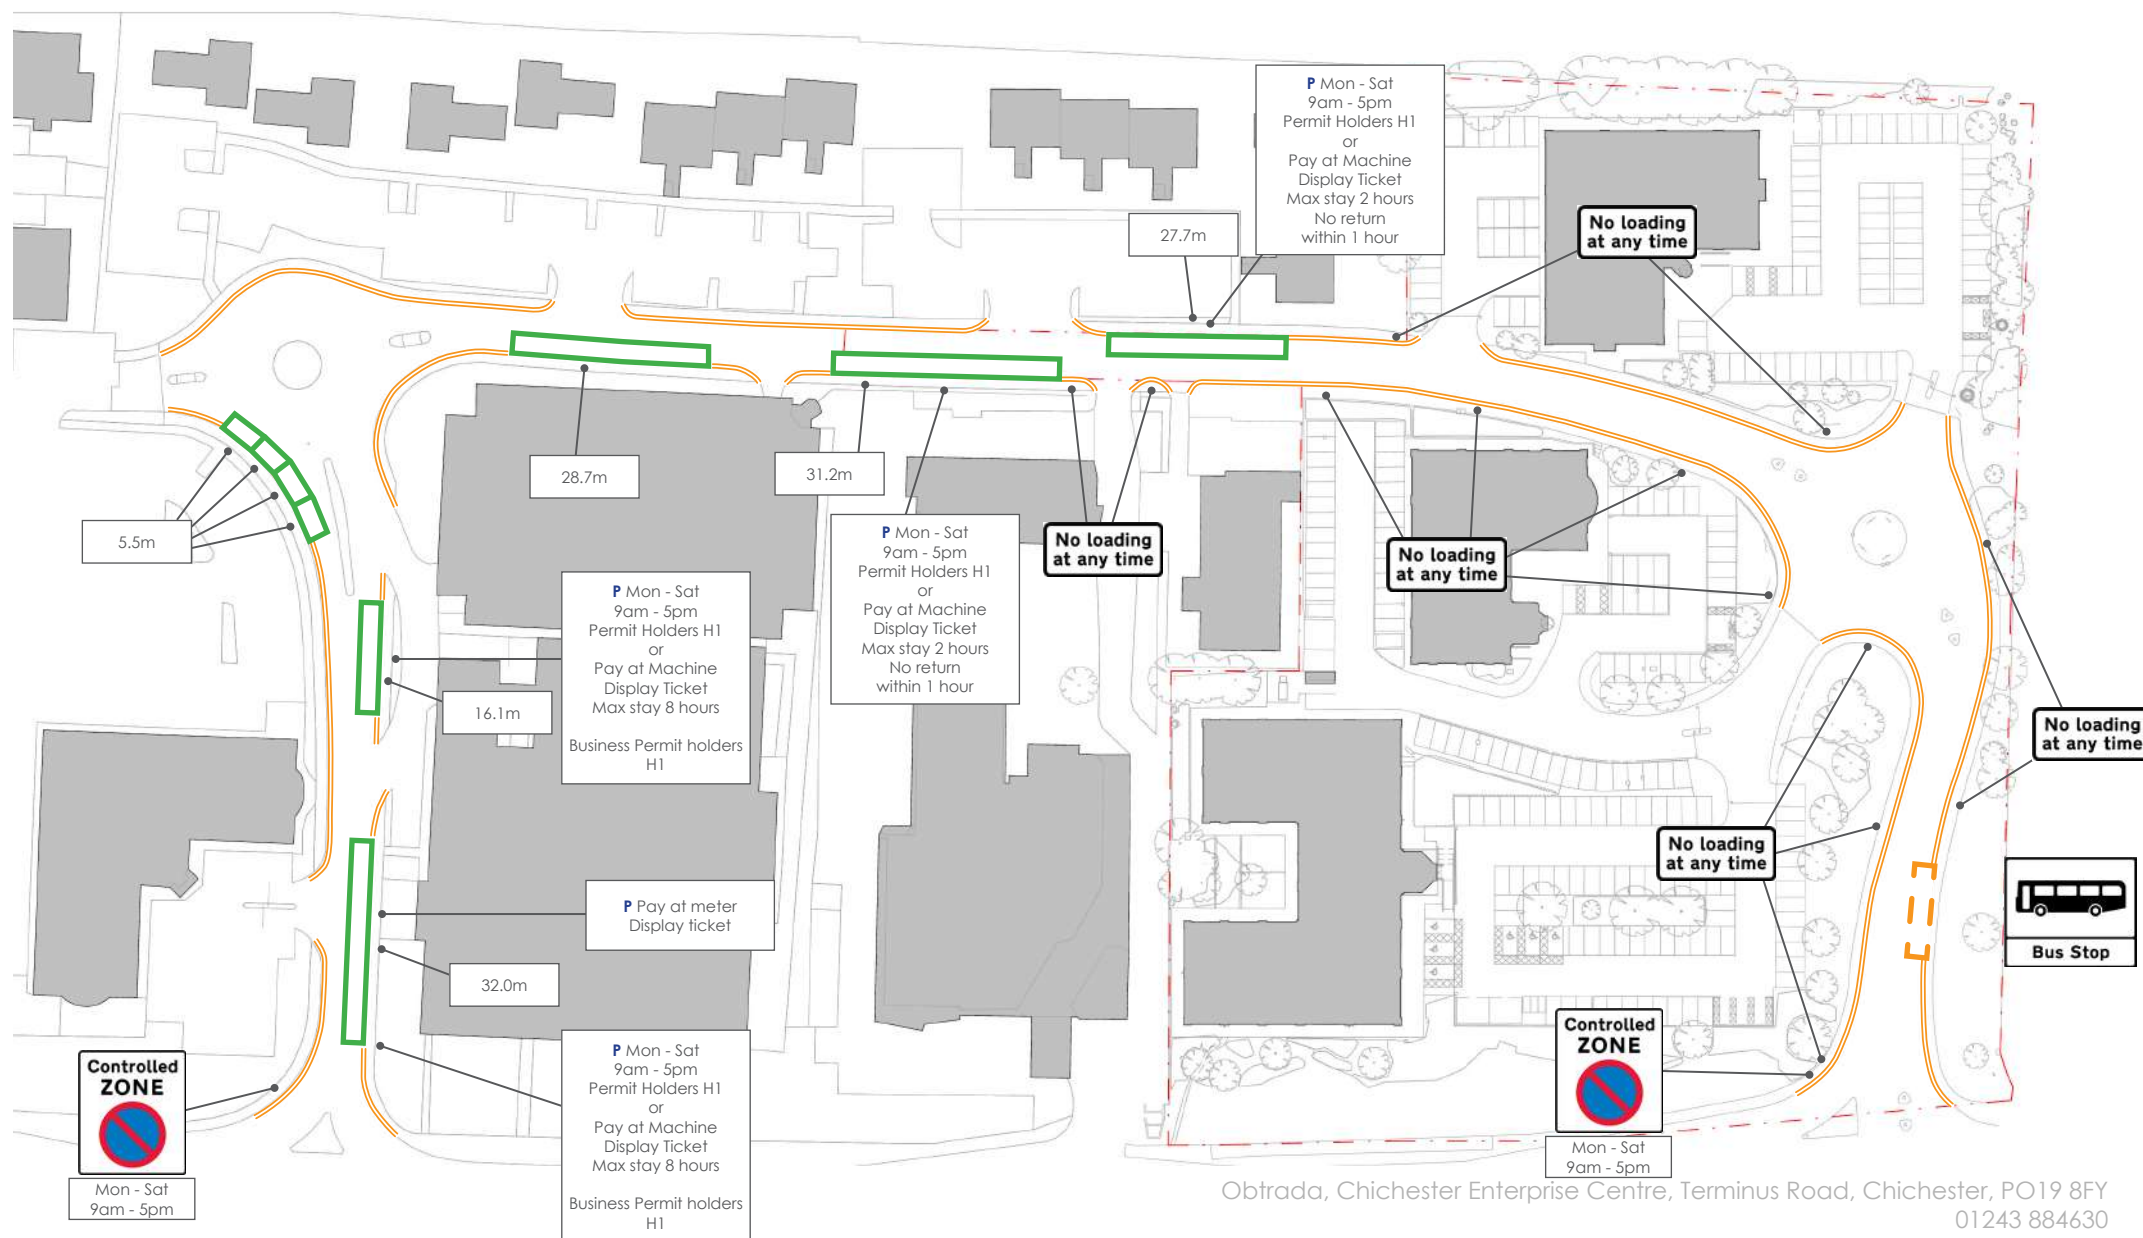 P Mon - Sat
9am - 5pm
Permit Holders H1
or
Pay at Machine
Display Ticket
Max stay 2 hours
No return
within 1 hour
27.7m
No loading
at any time
28.7m
31.2m
5.5m
P Mon - Sat
9am - 5pm
Permit Holders H1
or
Pay at Machine
Display Ticket
Max stay 2 hours
No return
within 1 hour
No loading
at any time
No loading
at any time
P Mon - Sat
9am - 5pm
Permit Holders H1
or
Pay at Machine
Display Ticket
Max stay 8 hours
Business Permit holders
H1
16.1m
No loading
at any time
No loading
at any time
P Pay at meter
Display ticket
32.0m
Bus Stop
Controlled
ZONE
Mon - Sat
9am - 5pm
P Mon - Sat
9am - 5pm
Permit Holders H1
or
Pay at Machine
Display Ticket
Max stay 8 hours
Business Permit holders
H1
Controlled
ZONE
Mon - Sat
9am - 5pm
Obtrada, Chichester Enterprise Centre, Terminus Road, Chichester, PO19 8FY
01243 884630